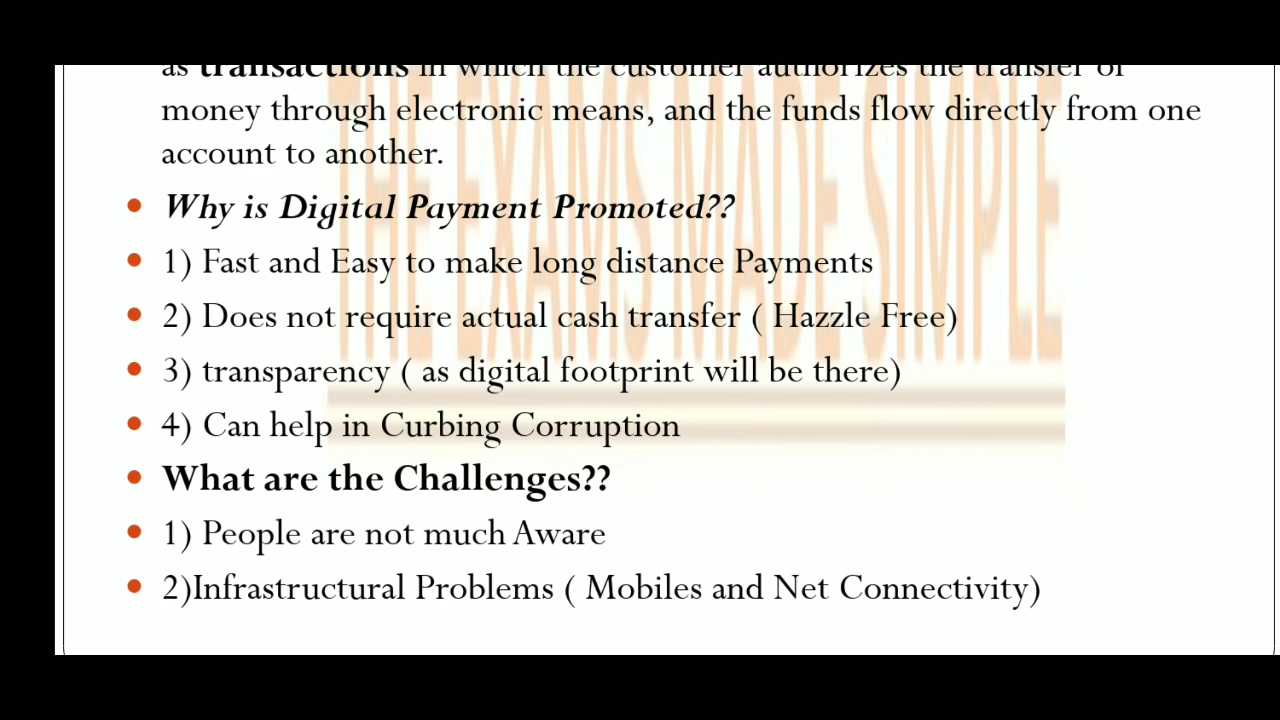 as transactions in which the customer authorizes the transfer of
money through electronic means, and the funds flow directly from one
account to another.
Why is Digital Payment Promoted??
1) Fast and Easy to make long distance Payments
2) Does not require actual cash transfer ( Hazzle Free)
3) transparency ( as digital footprint will be there)
4) Can help in Curbing Corruption
What are the Challenges??
1) People are not much Aware
2)Infrastructural Problems ( Mobiles and Net Connectivity)
THE EXAMS MADE SIMPLE